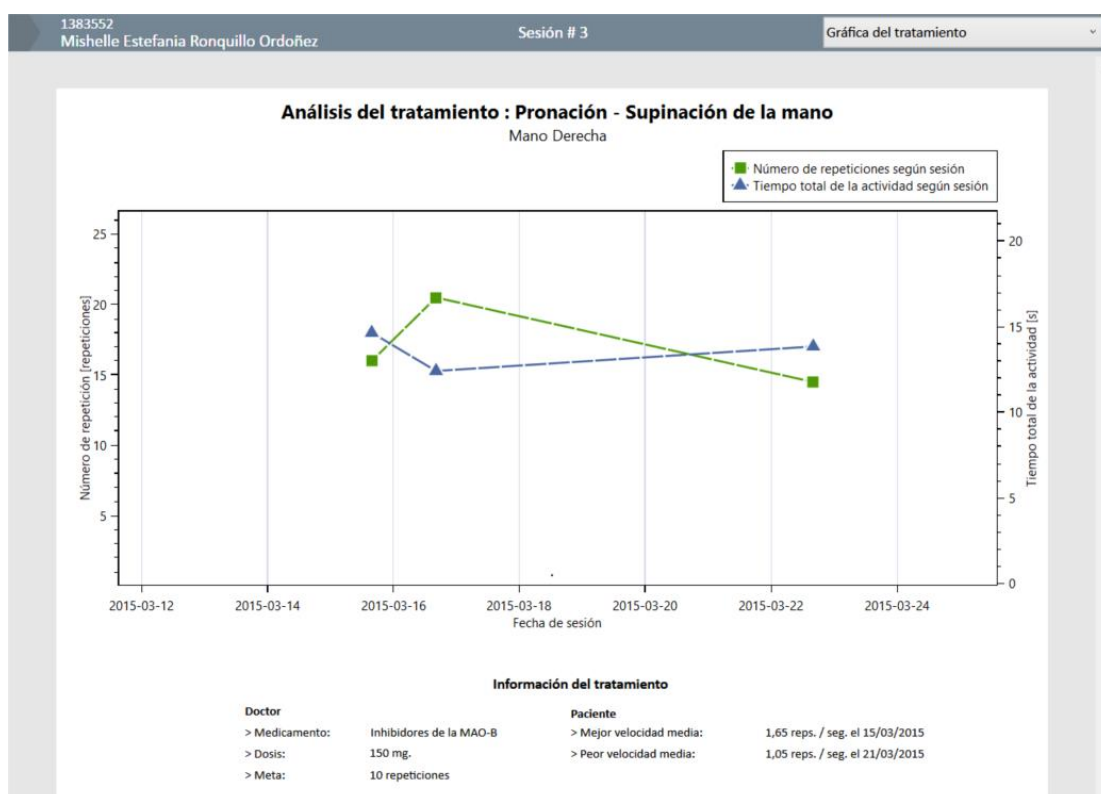 1383552
Mishelle Estefania Ronquillo Ordoñez
Sesión # 3
Gráfica del tratamiento
Análisis del tratamiento : Pronación - Supinación de la mano
Mano Derecha
Número de repeticiones según sesión
Tiempo total de la actividad según sesión
25
20
15
10
5
Número de repetición [repeticiones]
20
15
10
5
0
Tiempo total de la actividad [s]
2015-03-12 2015-03-14 2015-03-16 2015-03-18 2015-03-20 2015-03-22 2015-03-24
Fecha de sesión
Información del tratamiento
Doctor
> Medicamento: Inhibidores de la MAO-B
> Dosis: 150 mg.
> Meta: 10 repeticiones
Paciente
> Mejor velocidad media: 1,65 reps. / seg. el 15/03/2015
> Peor velocidad media: 1,05 reps. / seg. el 21/03/2015